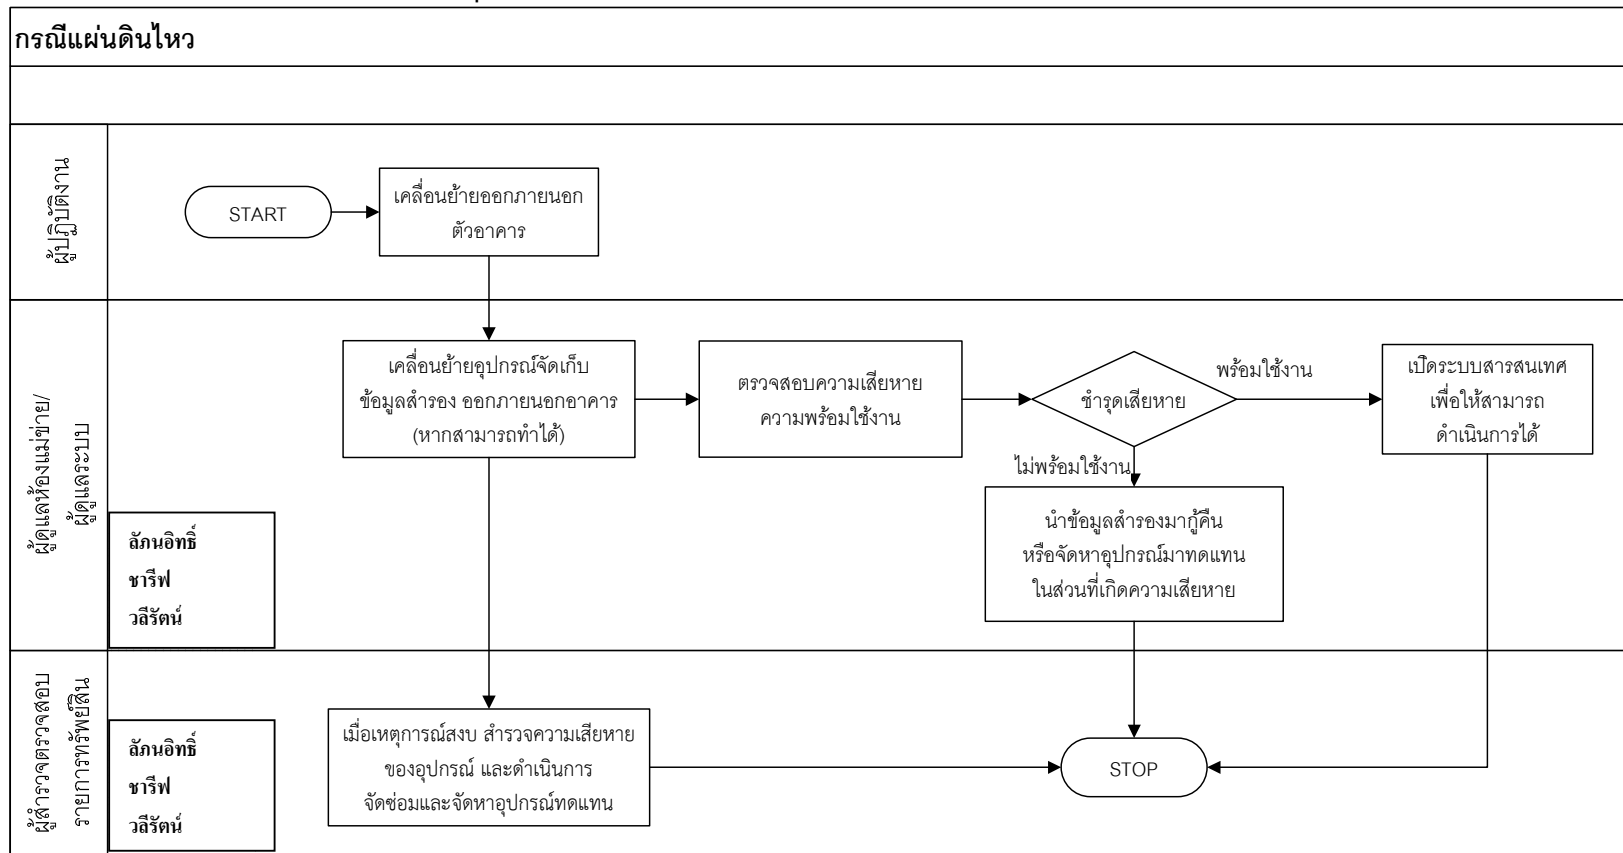 กรณีแผ่นดินไหว
ผู้ปฏิบัติงาน
START
เคลื่อนย้ายออกภายนอก
ตัวอาคาร
ผู้ดูแลห้องแม่ข่าย/
ผู้ดูแลระบบ
เคลื่อนย้ายอุปกรณ์จัดเก็บ
ข้อมูลสำรอง ออกภายนอกอาคาร
(หากสามารถทำได้)
ตรวจสอบความเสียหาย
ความพร้อมใช้งาน
ชำรุดเสียหาย
พร้อมใช้งาน
เปิดระบบสารสนเทศ
เพื่อให้สามารถ
ดำเนินการได้
ไม่พร้อมใช้งาน
นำข้อมูลสำรองมากู้คืน
หรือจัดหาอุปกรณ์มาทดแทน
ในส่วนที่เกิดความเสียหาย
ลัภนอิทธิ์
ชารีฟ
วลีรัตน์
ผู้สำรวจตรวจสอบ
รายการทรัพย์สิน
ลัภนอิทธิ์
ชารีฟ
วลีรัตน์
เมื่อเหตุการณ์สงบ สำรวจความเสียหาย
ของอุปกรณ์ และดำเนินการ
จัดซ่อมและจัดหาอุปกรณ์ทดแทน
STOP